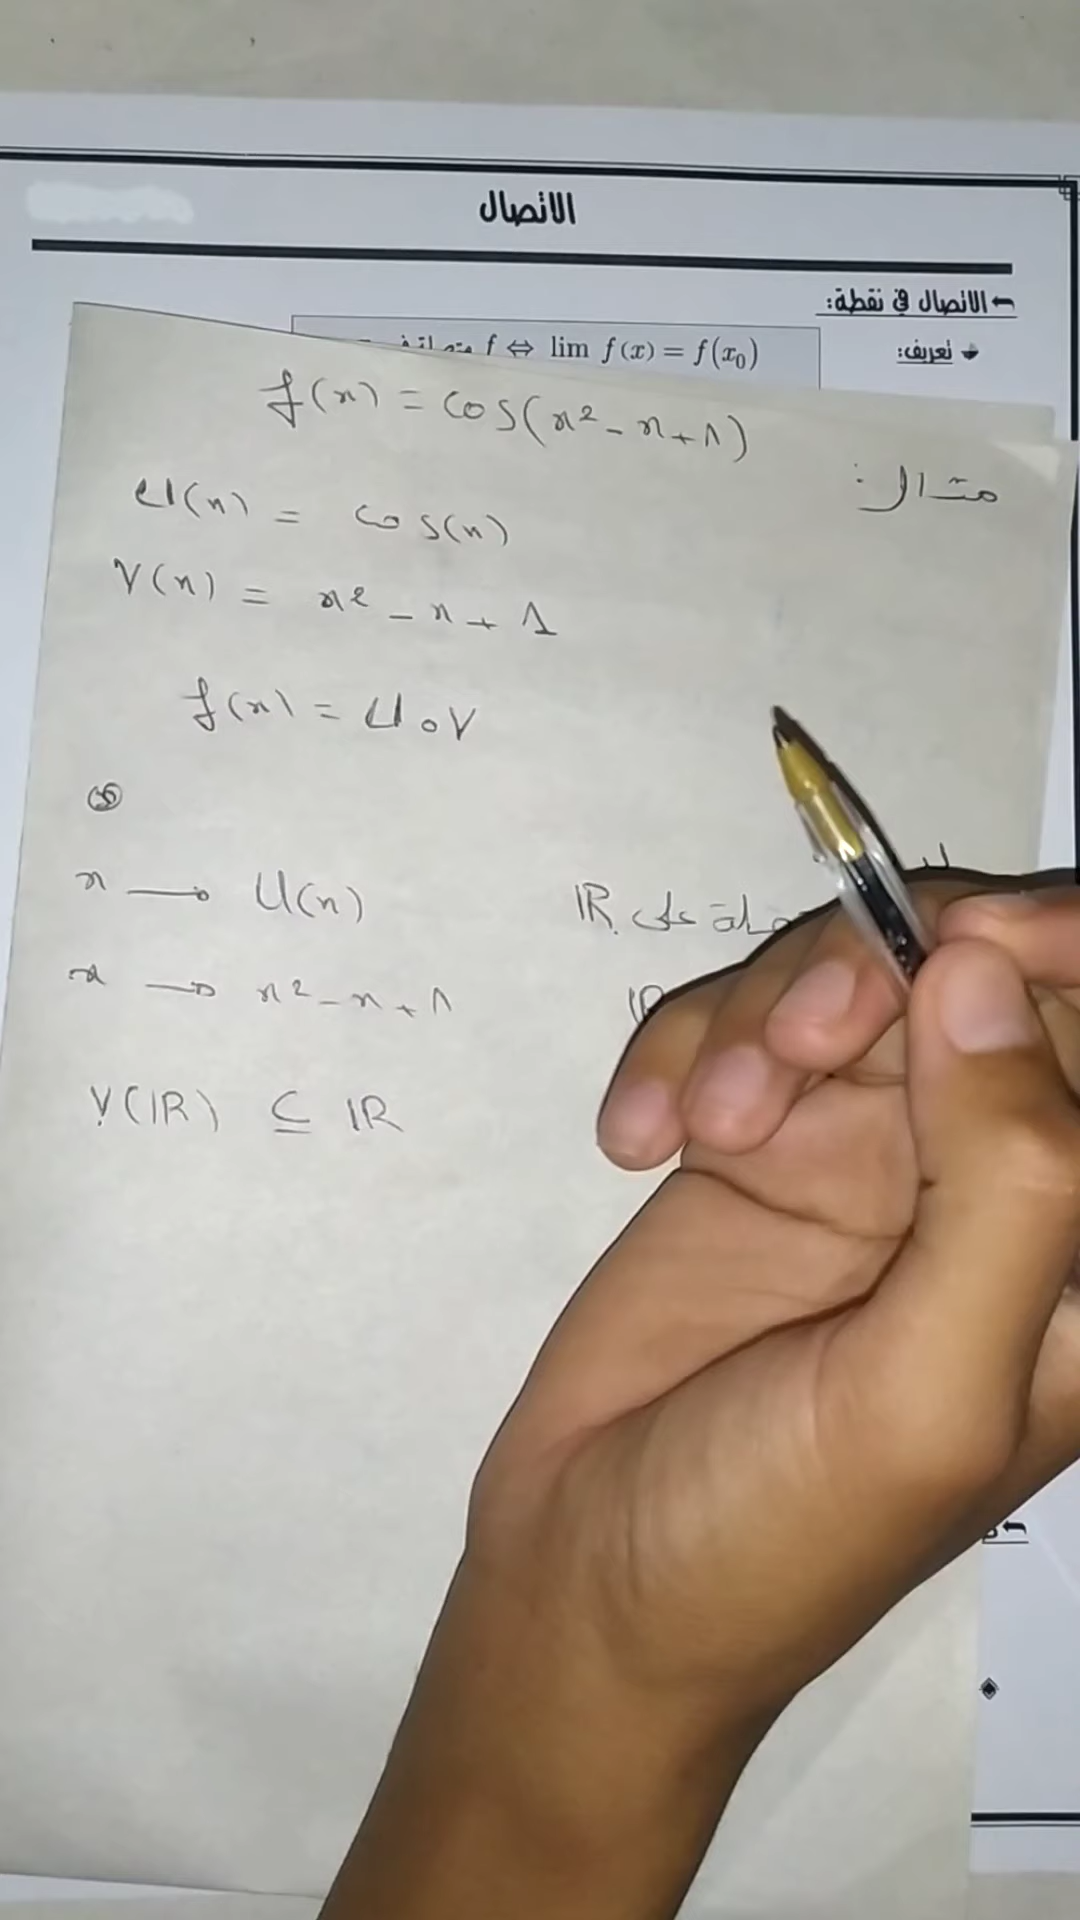 الاتصال
الاتصال في نقطة:
تعريف:
f ⇔ lim f(x) = f(x₀)
f(x) = cos(x² - x + 1)
مثال:
U(x) = cos(x)
V(x) = x² - x + 1
f(x) = U o V
x → U(x)
متصلة على IR
x → x² - x + 1
V(IR) ⊆ IR